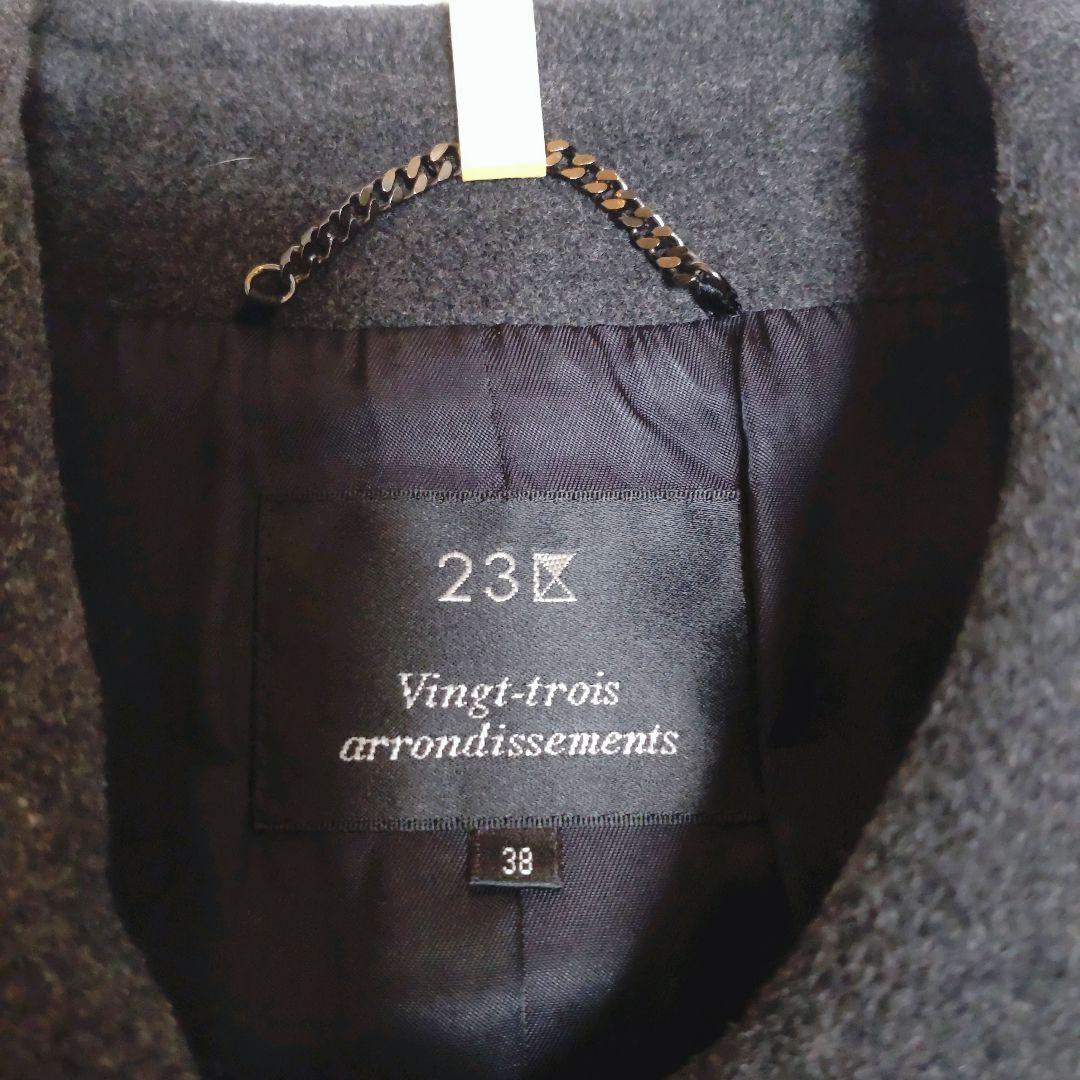 23区
Vingt-trois
arrondissements
38